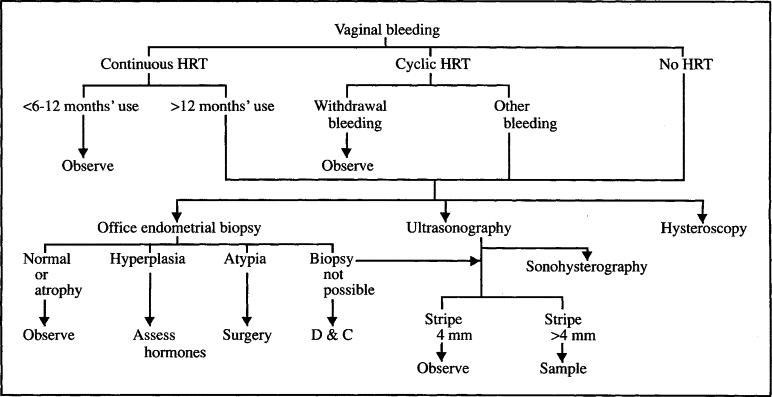 Vaginal bleeding
Continuous HRT
Cyclic HRT
No HRT
<6-12 months' use
>12 months' use
Withdrawal
bleeding
Other
bleeding
Observe
Observe
Office endometrial biopsy
Ultrasonography
Hysteroscopy
Normal
or
atrophy
Hyperplasia
Atypia
Biopsy
not
possible
Sonohysterography
Observe
Assess
hormones
Surgery
D & C
Stripe
4 mm
Stripe
>4 mm
Observe
Sample